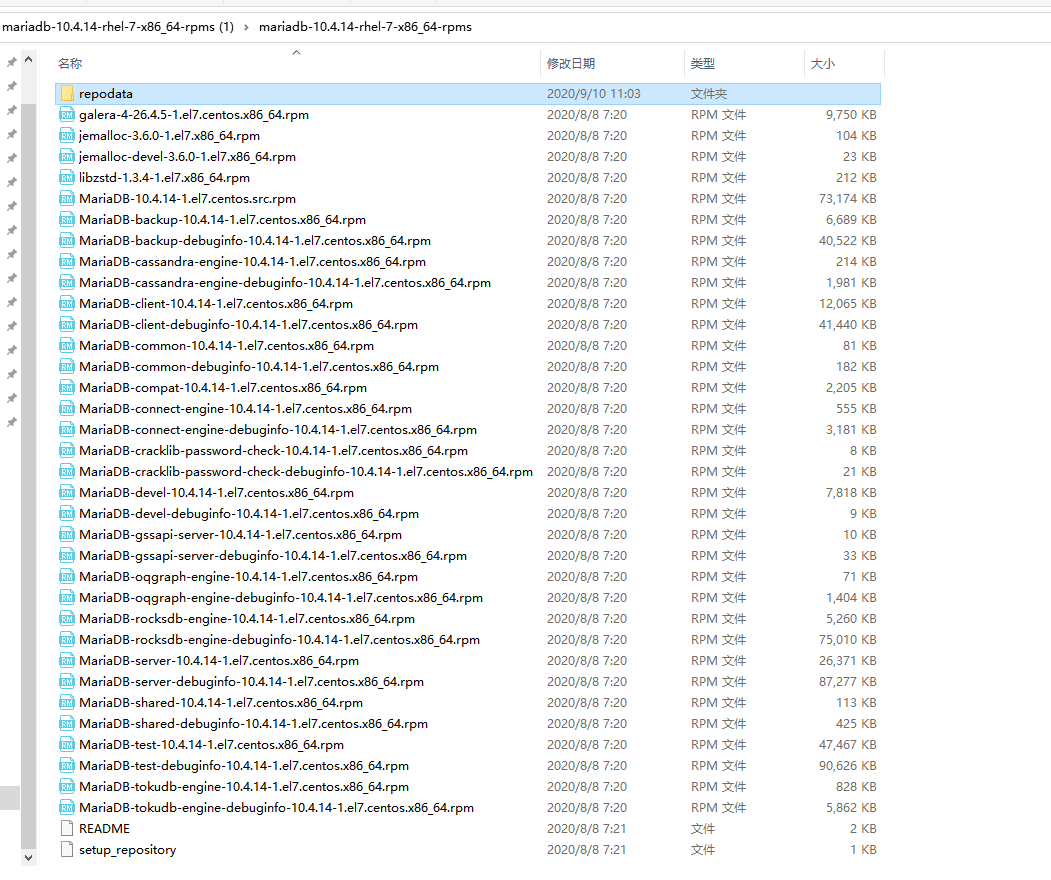 mariadb-10.4.14-rhel-7-x86_64-rpms (1) › mariadb-10.4.14-rhel-7-x86_64-rpms
名称 修改日期 类型 大小
repodata 2020/9/10 11:03 文件夹
galera-4-26.4.5-1.el7.centos.x86_64.rpm 2020/8/8 7:20 RPM 文件 9,750 KB
jemalloc-3.6.0-1.el7.x86_64.rpm 2020/8/8 7:20 RPM 文件 104 KB
jemalloc-devel-3.6.0-1.el7.x86_64.rpm 2020/8/8 7:20 RPM 文件 23 KB
libzstd-1.3.4-1.el7.x86_64.rpm 2020/8/8 7:20 RPM 文件 212 KB
MariaDB-10.4.14-1.el7.centos.src.rpm 2020/8/8 7:20 RPM 文件 73,174 KB
MariaDB-backup-10.4.14-1.el7.centos.x86_64.rpm 2020/8/8 7:20 RPM 文件 6,689 KB
MariaDB-backup-debuginfo-10.4.14-1.el7.centos.x86_64.rpm 2020/8/8 7:20 RPM 文件 40,522 KB
MariaDB-cassandra-engine-10.4.14-1.el7.centos.x86_64.rpm 2020/8/8 7:20 RPM 文件 214 KB
MariaDB-cassandra-engine-debuginfo-10.4.14-1.el7.centos.x86_64.rpm 2020/8/8 7:20 RPM 文件 1,981 KB
MariaDB-client-10.4.14-1.el7.centos.x86_64.rpm 2020/8/8 7:20 RPM 文件 12,065 KB
MariaDB-client-debuginfo-10.4.14-1.el7.centos.x86_64.rpm 2020/8/8 7:20 RPM 文件 41,440 KB
MariaDB-common-10.4.14-1.el7.centos.x86_64.rpm 2020/8/8 7:20 RPM 文件 81 KB
MariaDB-common-debuginfo-10.4.14-1.el7.centos.x86_64.rpm 2020/8/8 7:20 RPM 文件 182 KB
MariaDB-compat-10.4.14-1.el7.centos.x86_64.rpm 2020/8/8 7:20 RPM 文件 2,205 KB
MariaDB-connect-engine-10.4.14-1.el7.centos.x86_64.rpm 2020/8/8 7:20 RPM 文件 555 KB
MariaDB-connect-engine-debuginfo-10.4.14-1.el7.centos.x86_64.rpm 2020/8/8 7:20 RPM 文件 3,181 KB
MariaDB-cracklib-password-check-10.4.14-1.el7.centos.x86_64.rpm 2020/8/8 7:20 RPM 文件 8 KB
MariaDB-cracklib-password-check-debuginfo-10.4.14-1.el7.centos.x86_64.rpm 2020/8/8 7:20 RPM 文件 21 KB
MariaDB-devel-10.4.14-1.el7.centos.x86_64.rpm 2020/8/8 7:20 RPM 文件 7,818 KB
MariaDB-devel-debuginfo-10.4.14-1.el7.centos.x86_64.rpm 2020/8/8 7:20 RPM 文件 9 KB
MariaDB-gssapi-server-10.4.14-1.el7.centos.x86_64.rpm 2020/8/8 7:20 RPM 文件 10 KB
MariaDB-gssapi-server-debuginfo-10.4.14-1.el7.centos.x86_64.rpm 2020/8/8 7:20 RPM 文件 33 KB
MariaDB-oqgraph-engine-10.4.14-1.el7.centos.x86_64.rpm 2020/8/8 7:20 RPM 文件 71 KB
MariaDB-oqgraph-engine-debuginfo-10.4.14-1.el7.centos.x86_64.rpm 2020/8/8 7:20 RPM 文件 1,404 KB
MariaDB-rocksdb-engine-10.4.14-1.el7.centos.x86_64.rpm 2020/8/8 7:20 RPM 文件 5,260 KB
MariaDB-rocksdb-engine-debuginfo-10.4.14-1.el7.centos.x86_64.rpm 2020/8/8 7:20 RPM 文件 75,010 KB
MariaDB-server-10.4.14-1.el7.centos.x86_64.rpm 2020/8/8 7:20 RPM 文件 26,371 KB
MariaDB-server-debuginfo-10.4.14-1.el7.centos.x86_64.rpm 2020/8/8 7:20 RPM 文件 87,277 KB
MariaDB-shared-10.4.14-1.el7.centos.x86_64.rpm 2020/8/8 7:20 RPM 文件 113 KB
MariaDB-shared-debuginfo-10.4.14-1.el7.centos.x86_64.rpm 2020/8/8 7:20 RPM 文件 425 KB
MariaDB-test-10.4.14-1.el7.centos.x86_64.rpm 2020/8/8 7:20 RPM 文件 47,467 KB
MariaDB-test-debuginfo-10.4.14-1.el7.centos.x86_64.rpm 2020/8/8 7:20 RPM 文件 90,626 KB
MariaDB-tokudb-engine-10.4.14-1.el7.centos.x86_64.rpm 2020/8/8 7:20 RPM 文件 828 KB
MariaDB-tokudb-engine-debuginfo-10.4.14-1.el7.centos.x86_64.rpm 2020/8/8 7:20 RPM 文件 5,862 KB
README 2020/8/8 7:21 文件 2 KB
setup_repository 2020/8/8 7:21 文件 1 KB